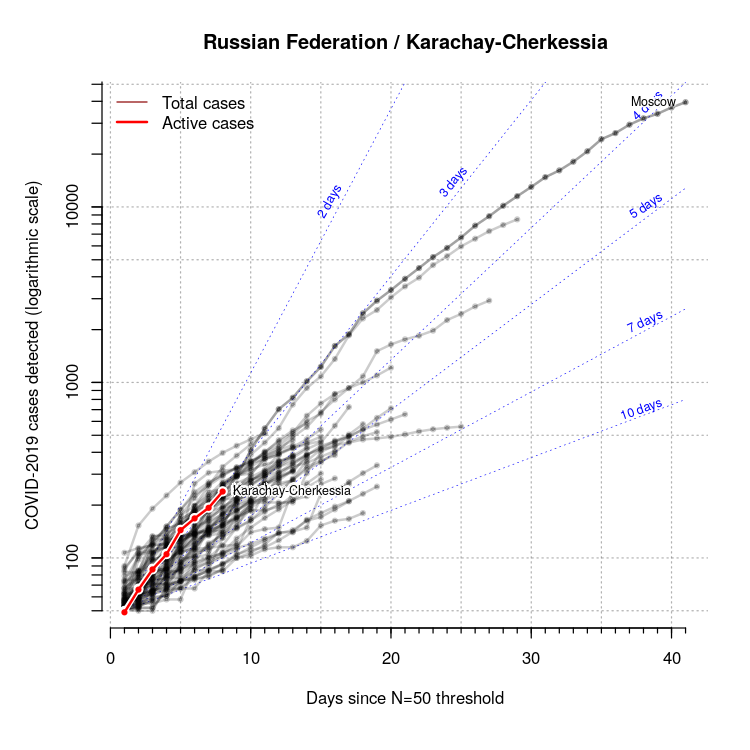 Russian Federation / Karachay-Cherkessia
Total cases
Active cases
Moscow
4 days
3 days
2 days
5 days
7 days
10 days
Karachay-Cherkessia
COVID-2019 cases detected (logarithmic scale)
10000
1000
100
0
10
20
30
40
Days since N=50 threshold